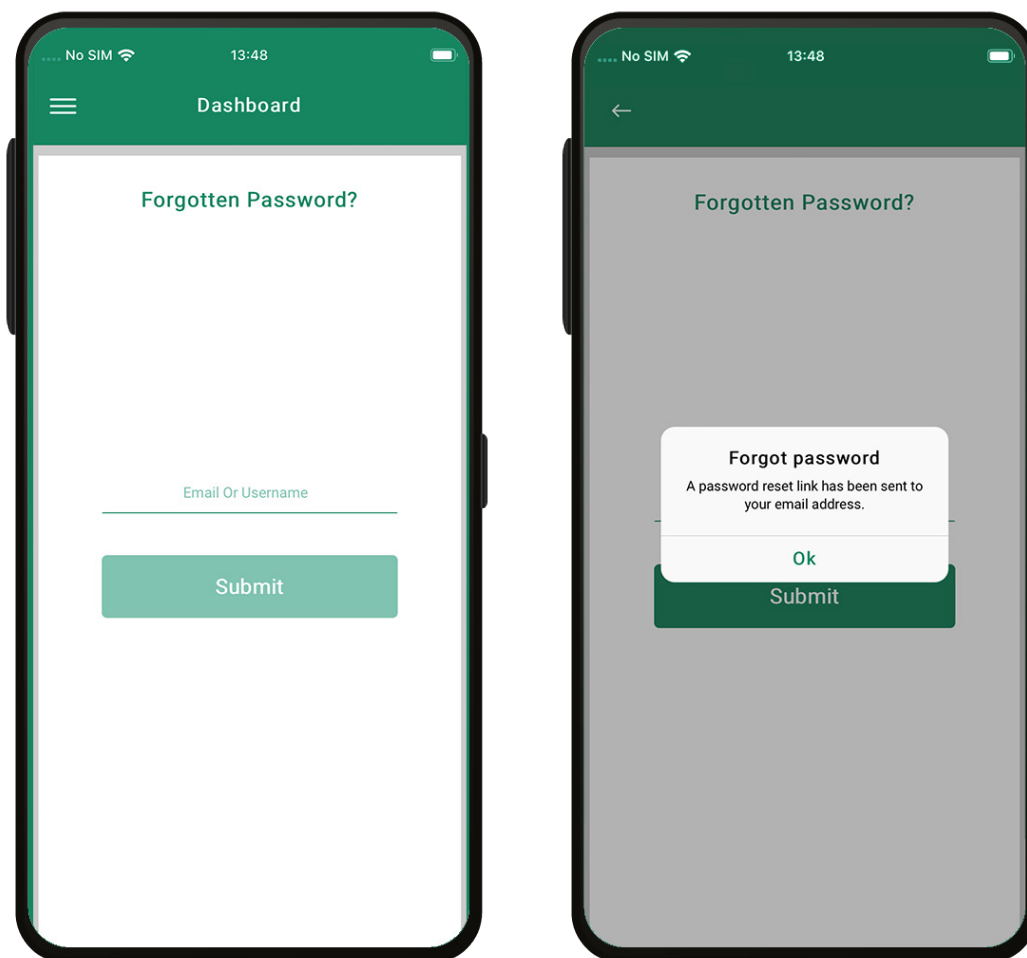 No SIM
13:48
Dashboard
Forgotten Password?
Email Or Username
Submit
No SIM
13:48
Forgotten Password?
Forgot password
A password reset link has been sent to
your email address.
Ok
Submit